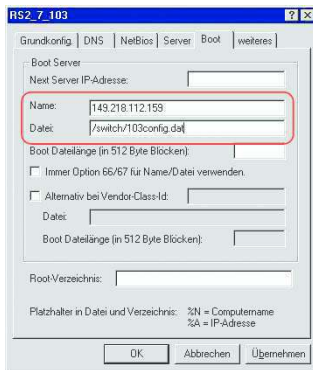 RS2_7_103
Grundkonfig. DNS NetBios Server Boot weiteres
Boot Server
Next Server IP-Adresse:
Name: 149.218.112.159
Datei: /switch/103config.dat
Boot Dateilänge (in 512 Byte Blöcken):
Immer Option 66/67 für Name/Datei verwenden.
Alternativ bei Vendor-Class-Id:
Datei:
Boot Dateilänge (in 512 Byte Blöcken):
Root-Verzeichnis:
Platzhalter in Datei und Verzeichnis: %N = Computername
%A = IP-Adresse
OK Abbrechen Übernehmen